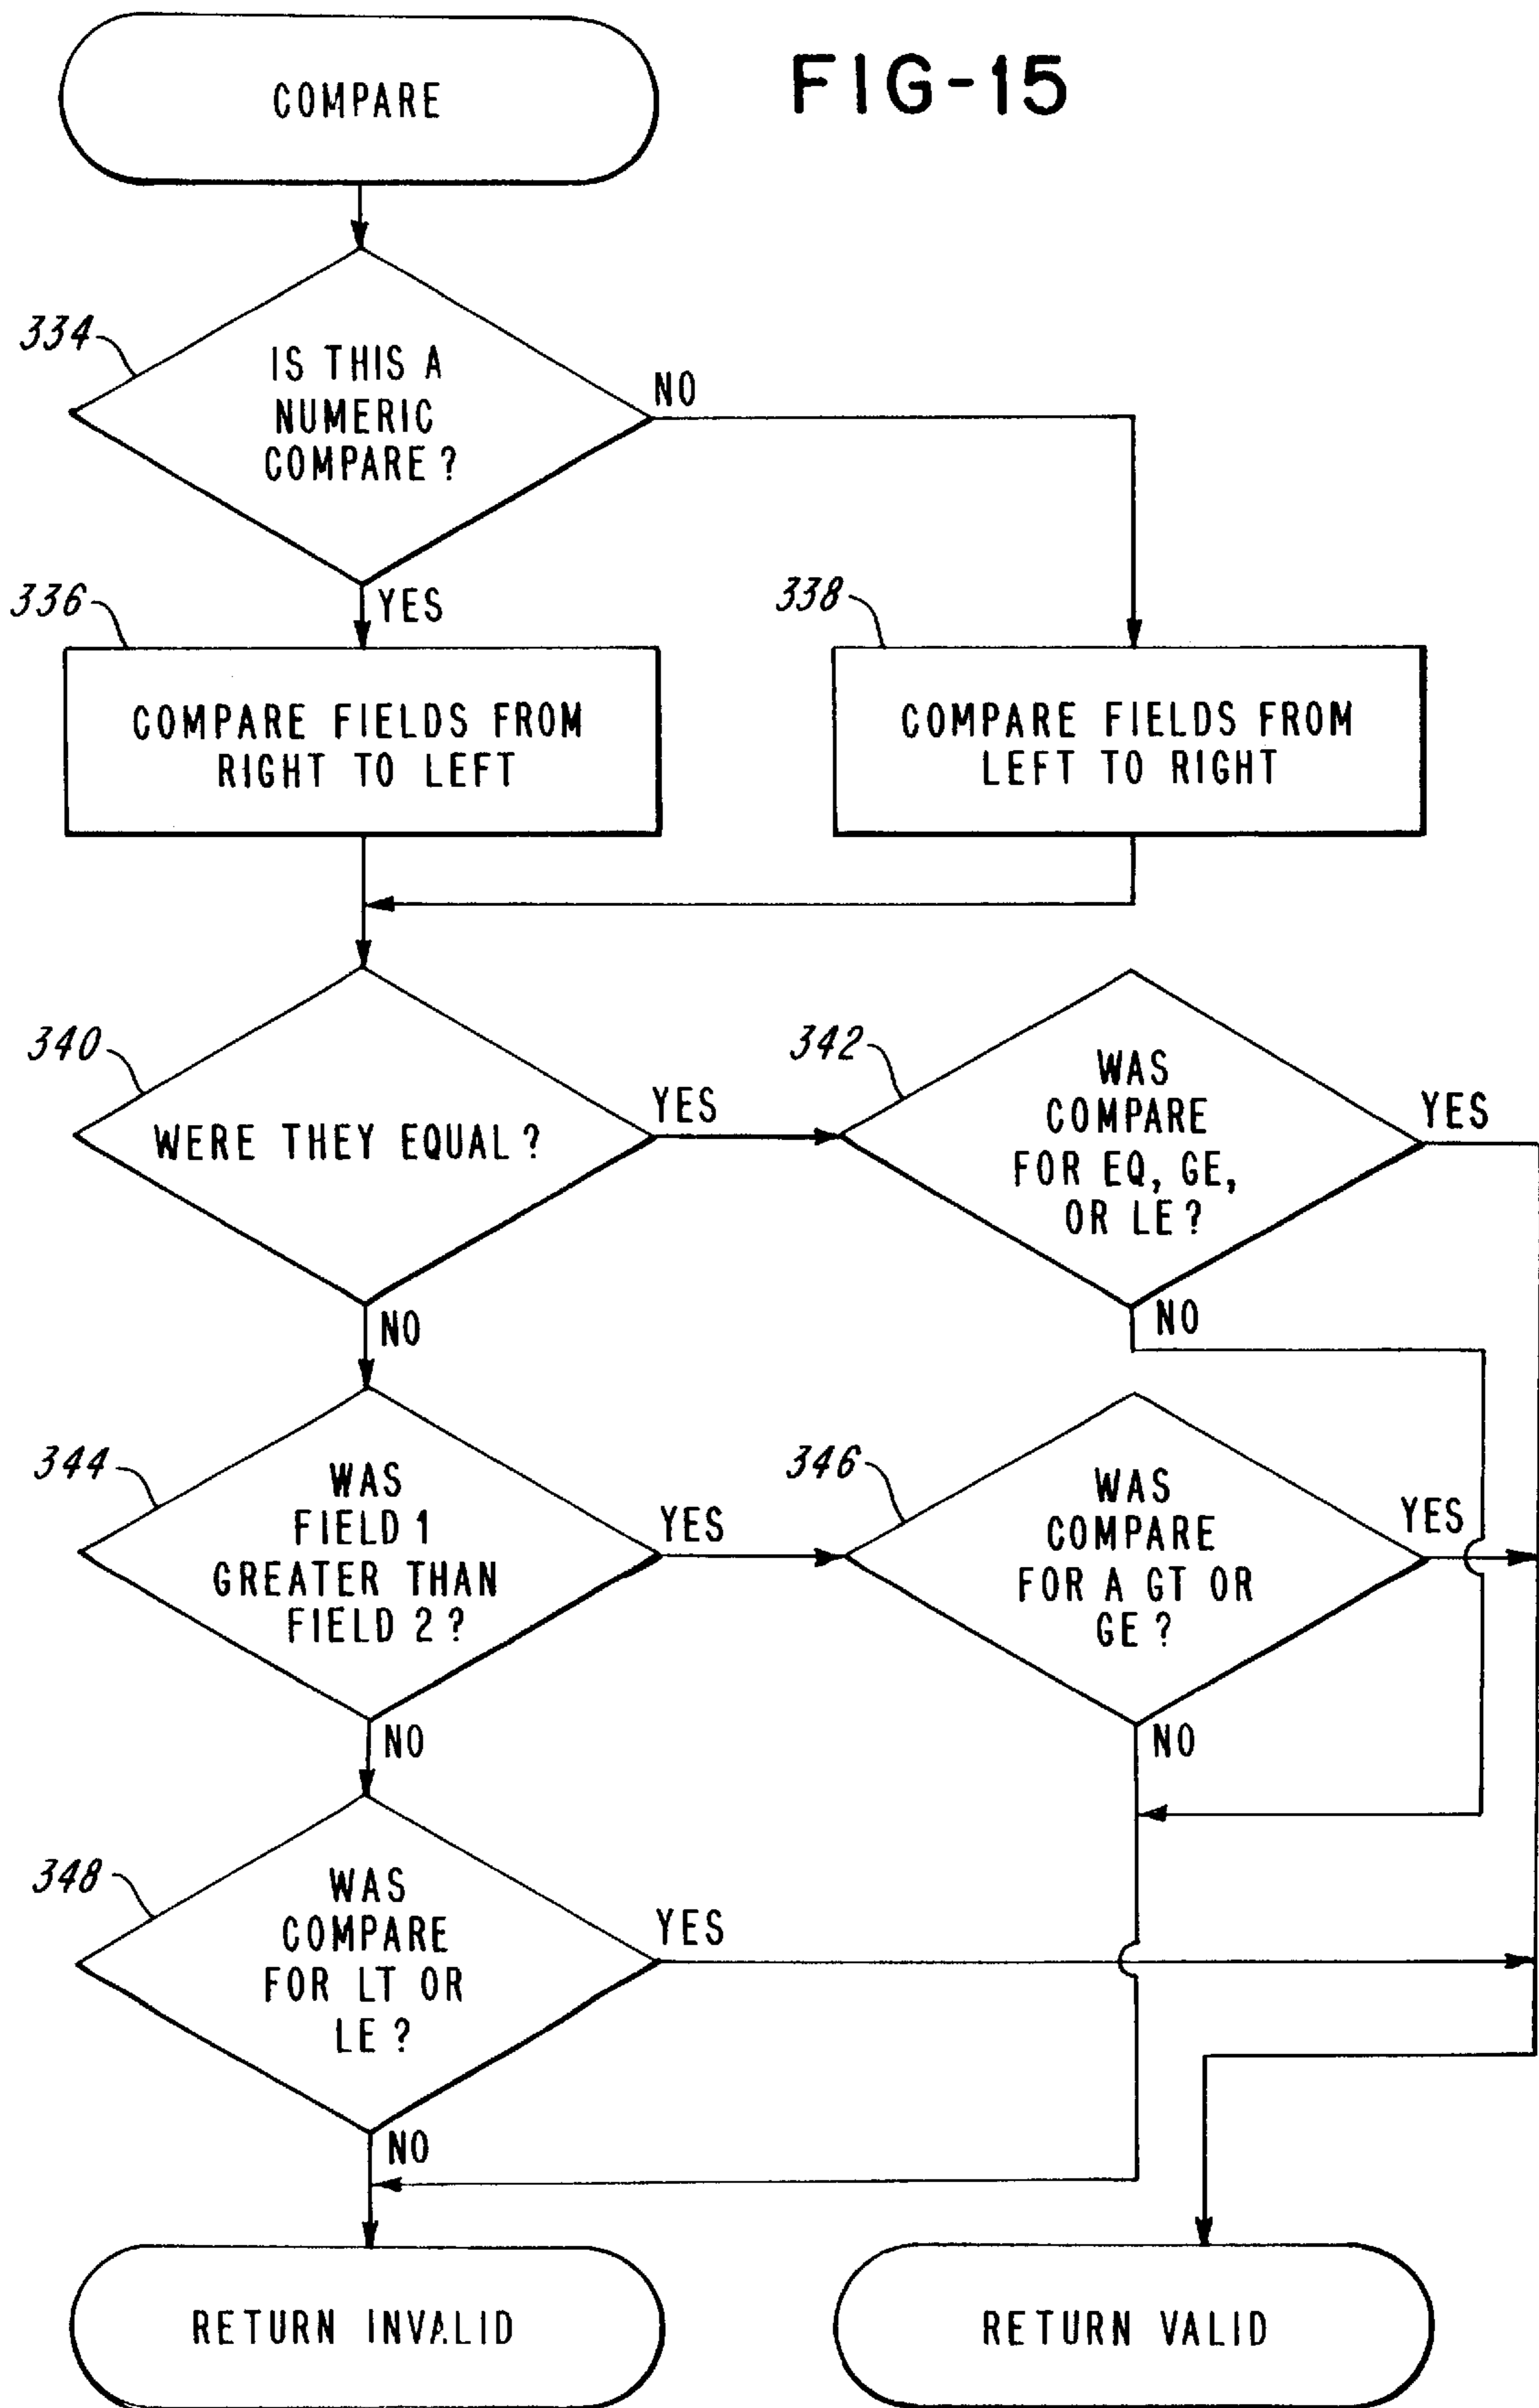 COMPARE
FIG-15
334
IS THIS A
NUMERIC
COMPARE?
NO
YES
336
COMPARE FIELDS FROM
RIGHT TO LEFT
338
COMPARE FIELDS FROM
LEFT TO RIGHT
340
WERE THEY EQUAL?
YES
NO
342
WAS
COMPARE
FOR EQ, GE,
OR LE?
YES
NO
344
WAS
FIELD 1
GREATER THAN
FIELD 2?
YES
NO
346
WAS
COMPARE
FOR A GT OR
GE?
YES
NO
348
WAS
COMPARE
FOR LT OR
LE?
YES
NO
RETURN INVALID
RETURN VALID